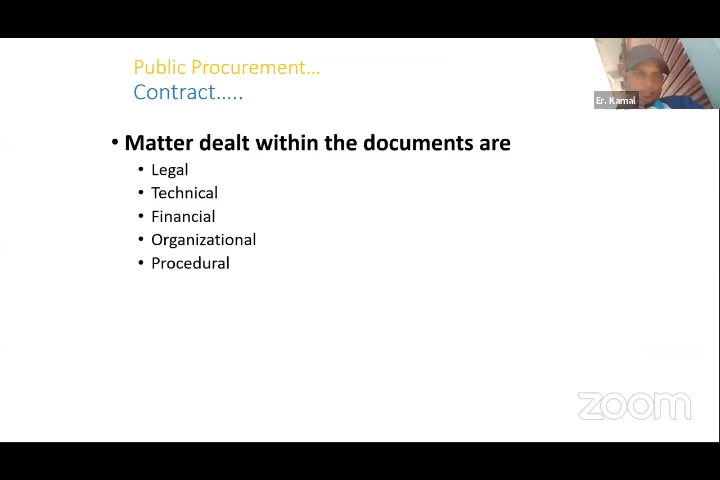 Public Procurement…
Contract…..
Er. Kamal
• Matter dealt within the documents are
• Legal
• Technical
• Financial
• Organizational
• Procedural
zoom